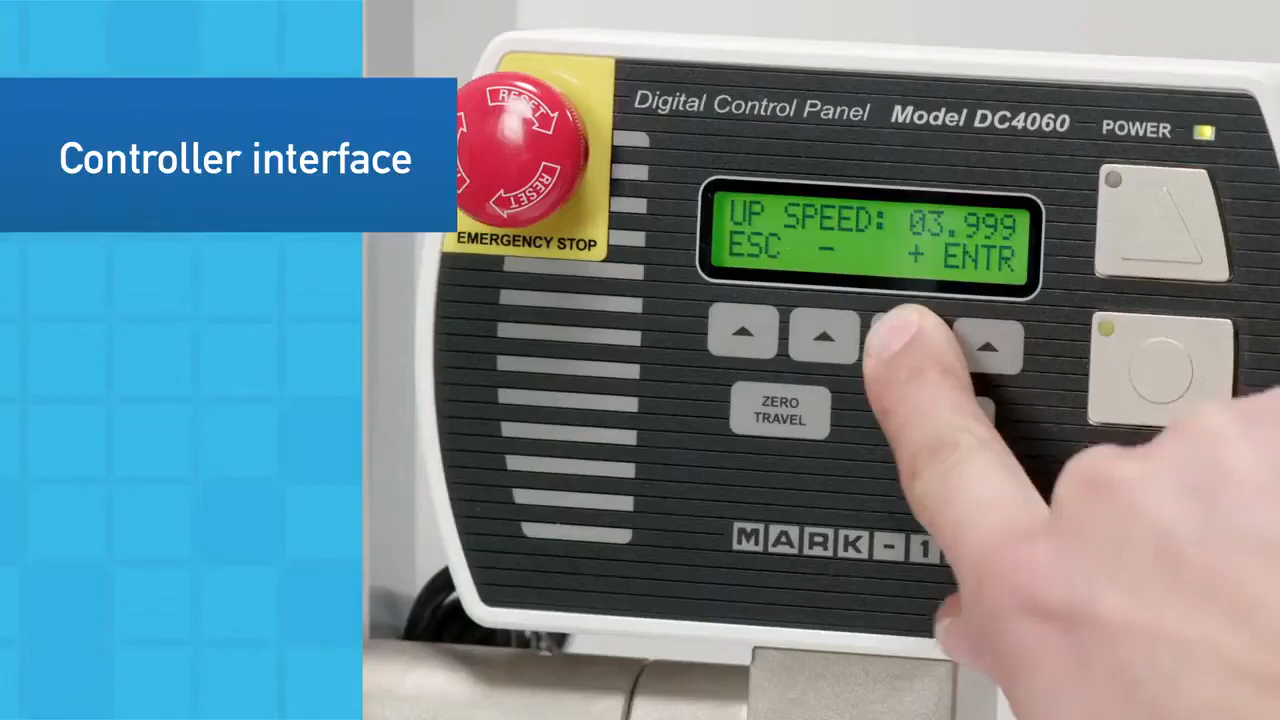 Controller interface
RESET
RESET
EMERGENCY STOP
Digital Control Panel Model DC4060
POWER
UP SPEED: 03.999
ESC - + ENTR
ZERO
TRAVEL
MARK-1